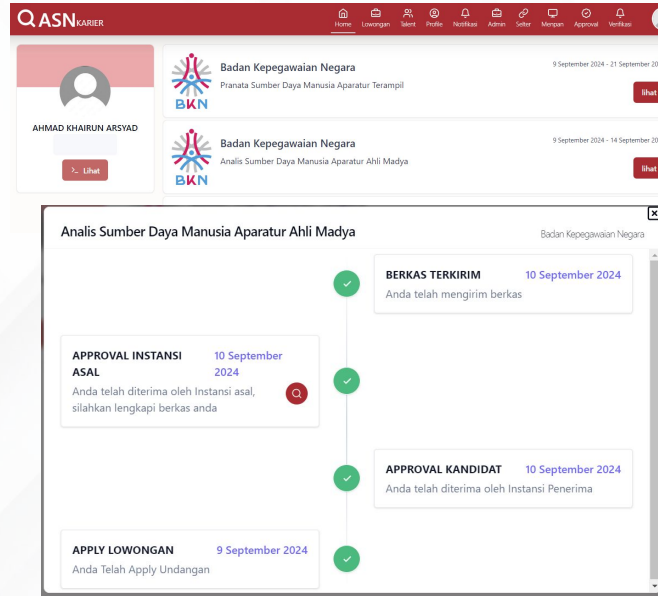 ASNKARIER
Home Lowongan Talent Profile Notifikasi Admin Selter Menpan Approval Verifikasi
AHMAD KHAIRUN ARSYAD
Lihat
BKN
Badan Kepegawaian Negara
Pranata Sumber Daya Manusia Aparatur Terampil
9 September 2024 - 21 September 20
lihat
BKN
Badan Kepegawaian Negara
Analis Sumber Daya Manusia Aparatur Ahli Madya
9 September 2024 - 14 September 20
lihat
Analis Sumber Daya Manusia Aparatur Ahli Madya
Badan Kepegawaian Negara
BERKAS TERKIRIM 10 September 2024
Anda telah mengirim berkas
APPROVAL INSTANSI 10 September
ASAL 2024
Anda telah diterima oleh Instansi asal,
silahkan lengkapi berkas anda
APPROVAL KANDIDAT 10 September 2024
Anda telah diterima oleh Instansi Penerima
APPLY LOWONGAN 9 September 2024
Anda Telah Apply Undangan